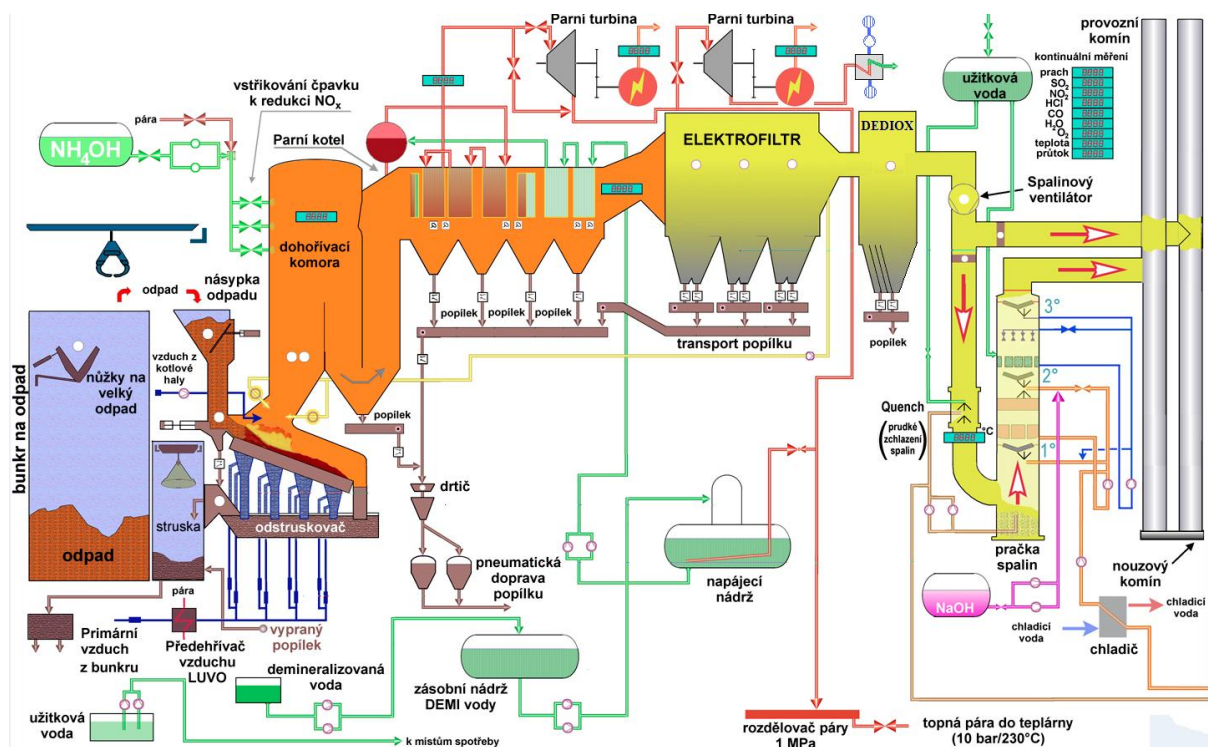 Parní turbina
Parní turbina
provozní
komín
kontinuální měření
prach
SO2
NO2
HCl
CO
H2O
O2
teplota
průtok
užitková
voda
vstřikování čpavku
k redukci NOx
pára
NH4OH
Parní kotel
ELEKTROFILTR
DEDIOX
Spalinový
ventilátor
dohořívací
komora
násypka
odpadu
odpad
popílek
popílek
popílek
popílek
transport popílku
popílek
3°
2°
1°
vzduch z
kotlové
haly
nůžky na
velký
odpad
bunkr na odpad
Quench
(prudké
zchlazení
spalin)
°C
popílek
drtič
struska
odstruskovač
odpad
pneumatická
doprava
popílku
napájecí
nádrž
pračka
spalin
nouzový
komín
NaOH
chladicí
voda
chladicí
voda
chladič
pára
vypraný
popílek
Primární
vzduch
z bunkru
Předehřívač
vzduchu
LUVO
demineralizovaná
voda
zásobní nádrž
DEMI vody
užitková
voda
k místům spotřeby
rozdělovač páry
1 MPa
topná pára do teplárny
(10 bar/230°C)